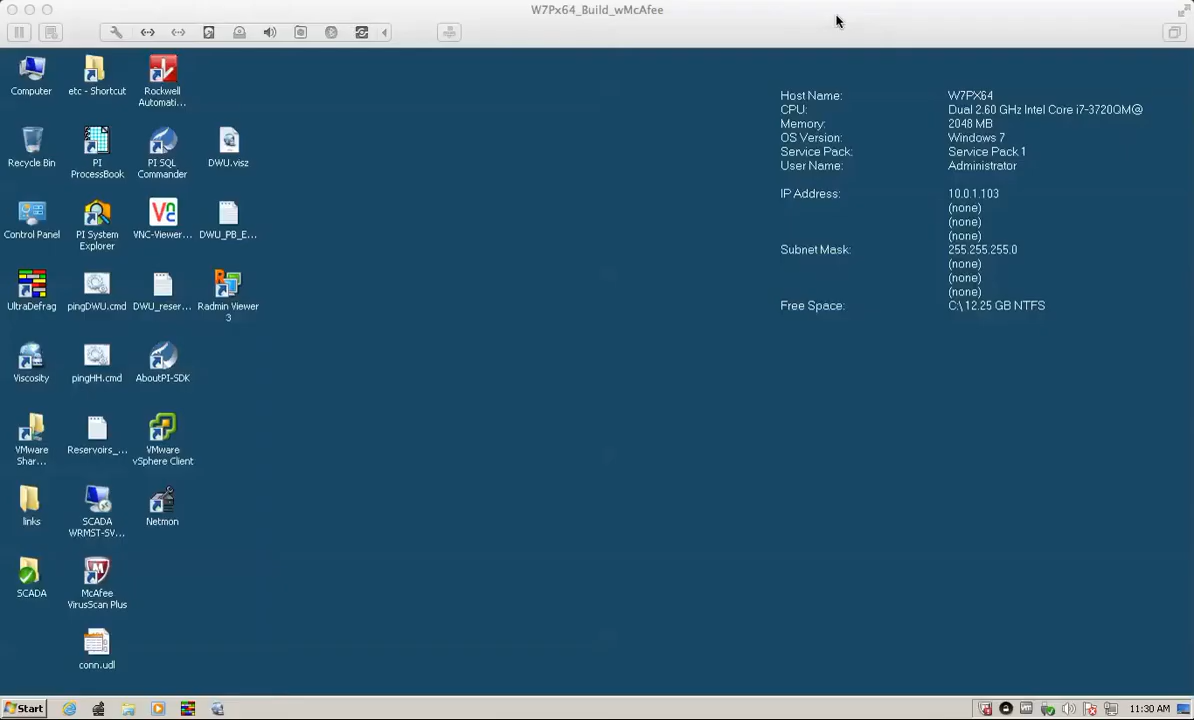 W7Px64_Build_wMcAfee
Computer
etc - Shortcut
Rockwell
Automati...
Recycle Bin
PI
ProcessBook
PI SQL
Commander
DWU.visz
Control Panel
PI System
Explorer
VNC-Viewer...
DWU_PB_E...
UltraDefrag
pingDWU.cmd
DWU_reser...
Radmin Viewer
3
Viscosity
pingHH.cmd
AboutPI-SDK
VMware
Shar...
Reservoirs_...
VMware
vSphere Client
links
SCADA
WRMST-SV...
Netmon
SCADA
McAfee
VirusScan Plus
conn.udl
Host Name: W7PX64
CPU: Dual 2.60 GHz Intel Core i7-3720QM@
Memory: 2048 MB
OS Version: Windows 7
Service Pack: Service Pack 1
User Name: Administrator
IP Address: 10.0.1.103
(none)
(none)
(none)
Subnet Mask: 255.255.255.0
(none)
(none)
(none)
Free Space: C:\ 12.25 GB NTFS
Start
11:30 AM